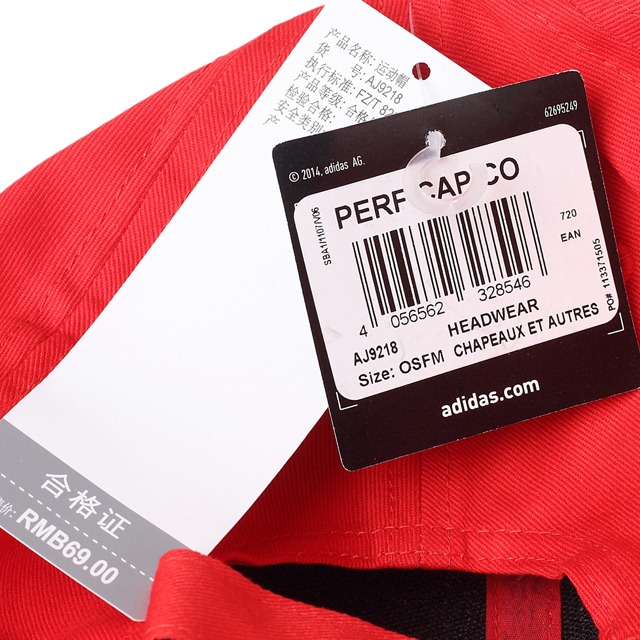 产品名称: 运动帽
货 号: AJ9218
执行标准: FZ/T 82
产品等级: 合格
检验合格:
安全类别
产
合格证
价: RMB69.00
62695249
© 2014, adidas AG.
PERF CAP CO
SBA1/1107/V06
720
EAN
PO# 113371505
4 056562 328546
HEADWEAR
AJ9218 CHAPEAUX ET AUTRES
Size: OSFM
adidas.com